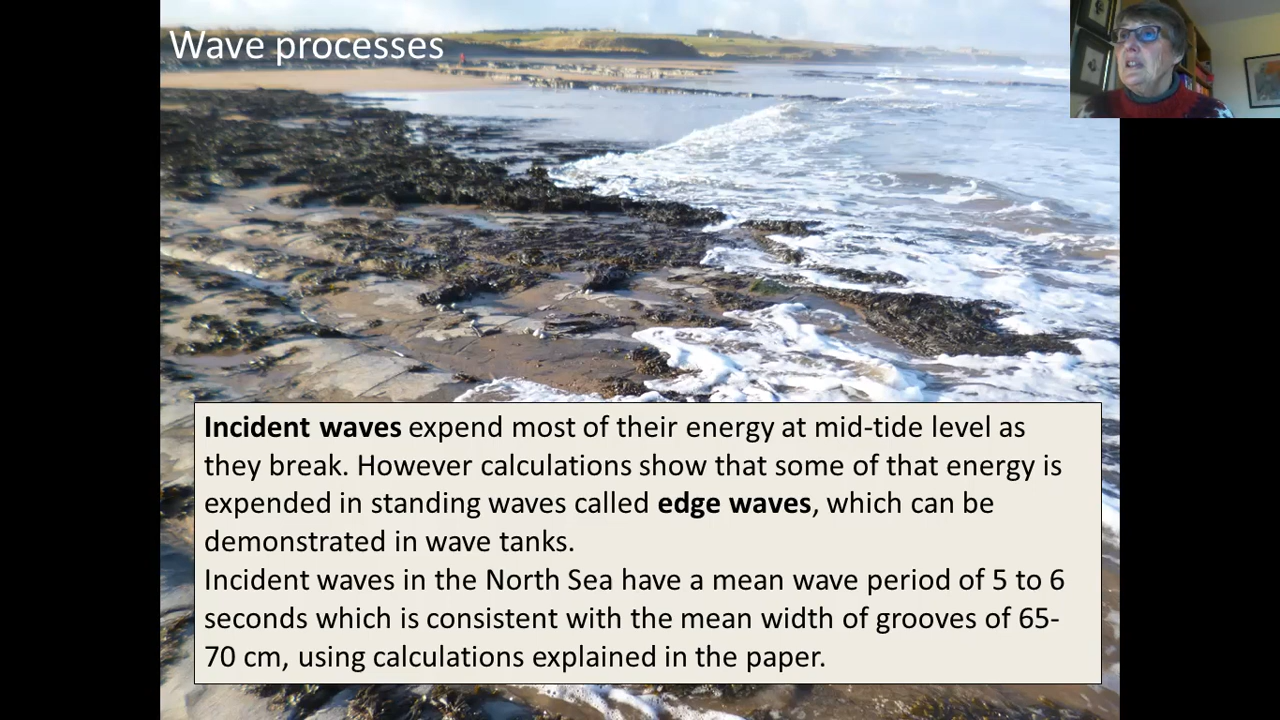 Wave processes
Incident waves expend most of their energy at mid-tide level as
they break. However calculations show that some of that energy is
expended in standing waves called edge waves, which can be
demonstrated in wave tanks.
Incident waves in the North Sea have a mean wave period of 5 to 6
seconds which is consistent with the mean width of grooves of 65-
70 cm, using calculations explained in the paper.